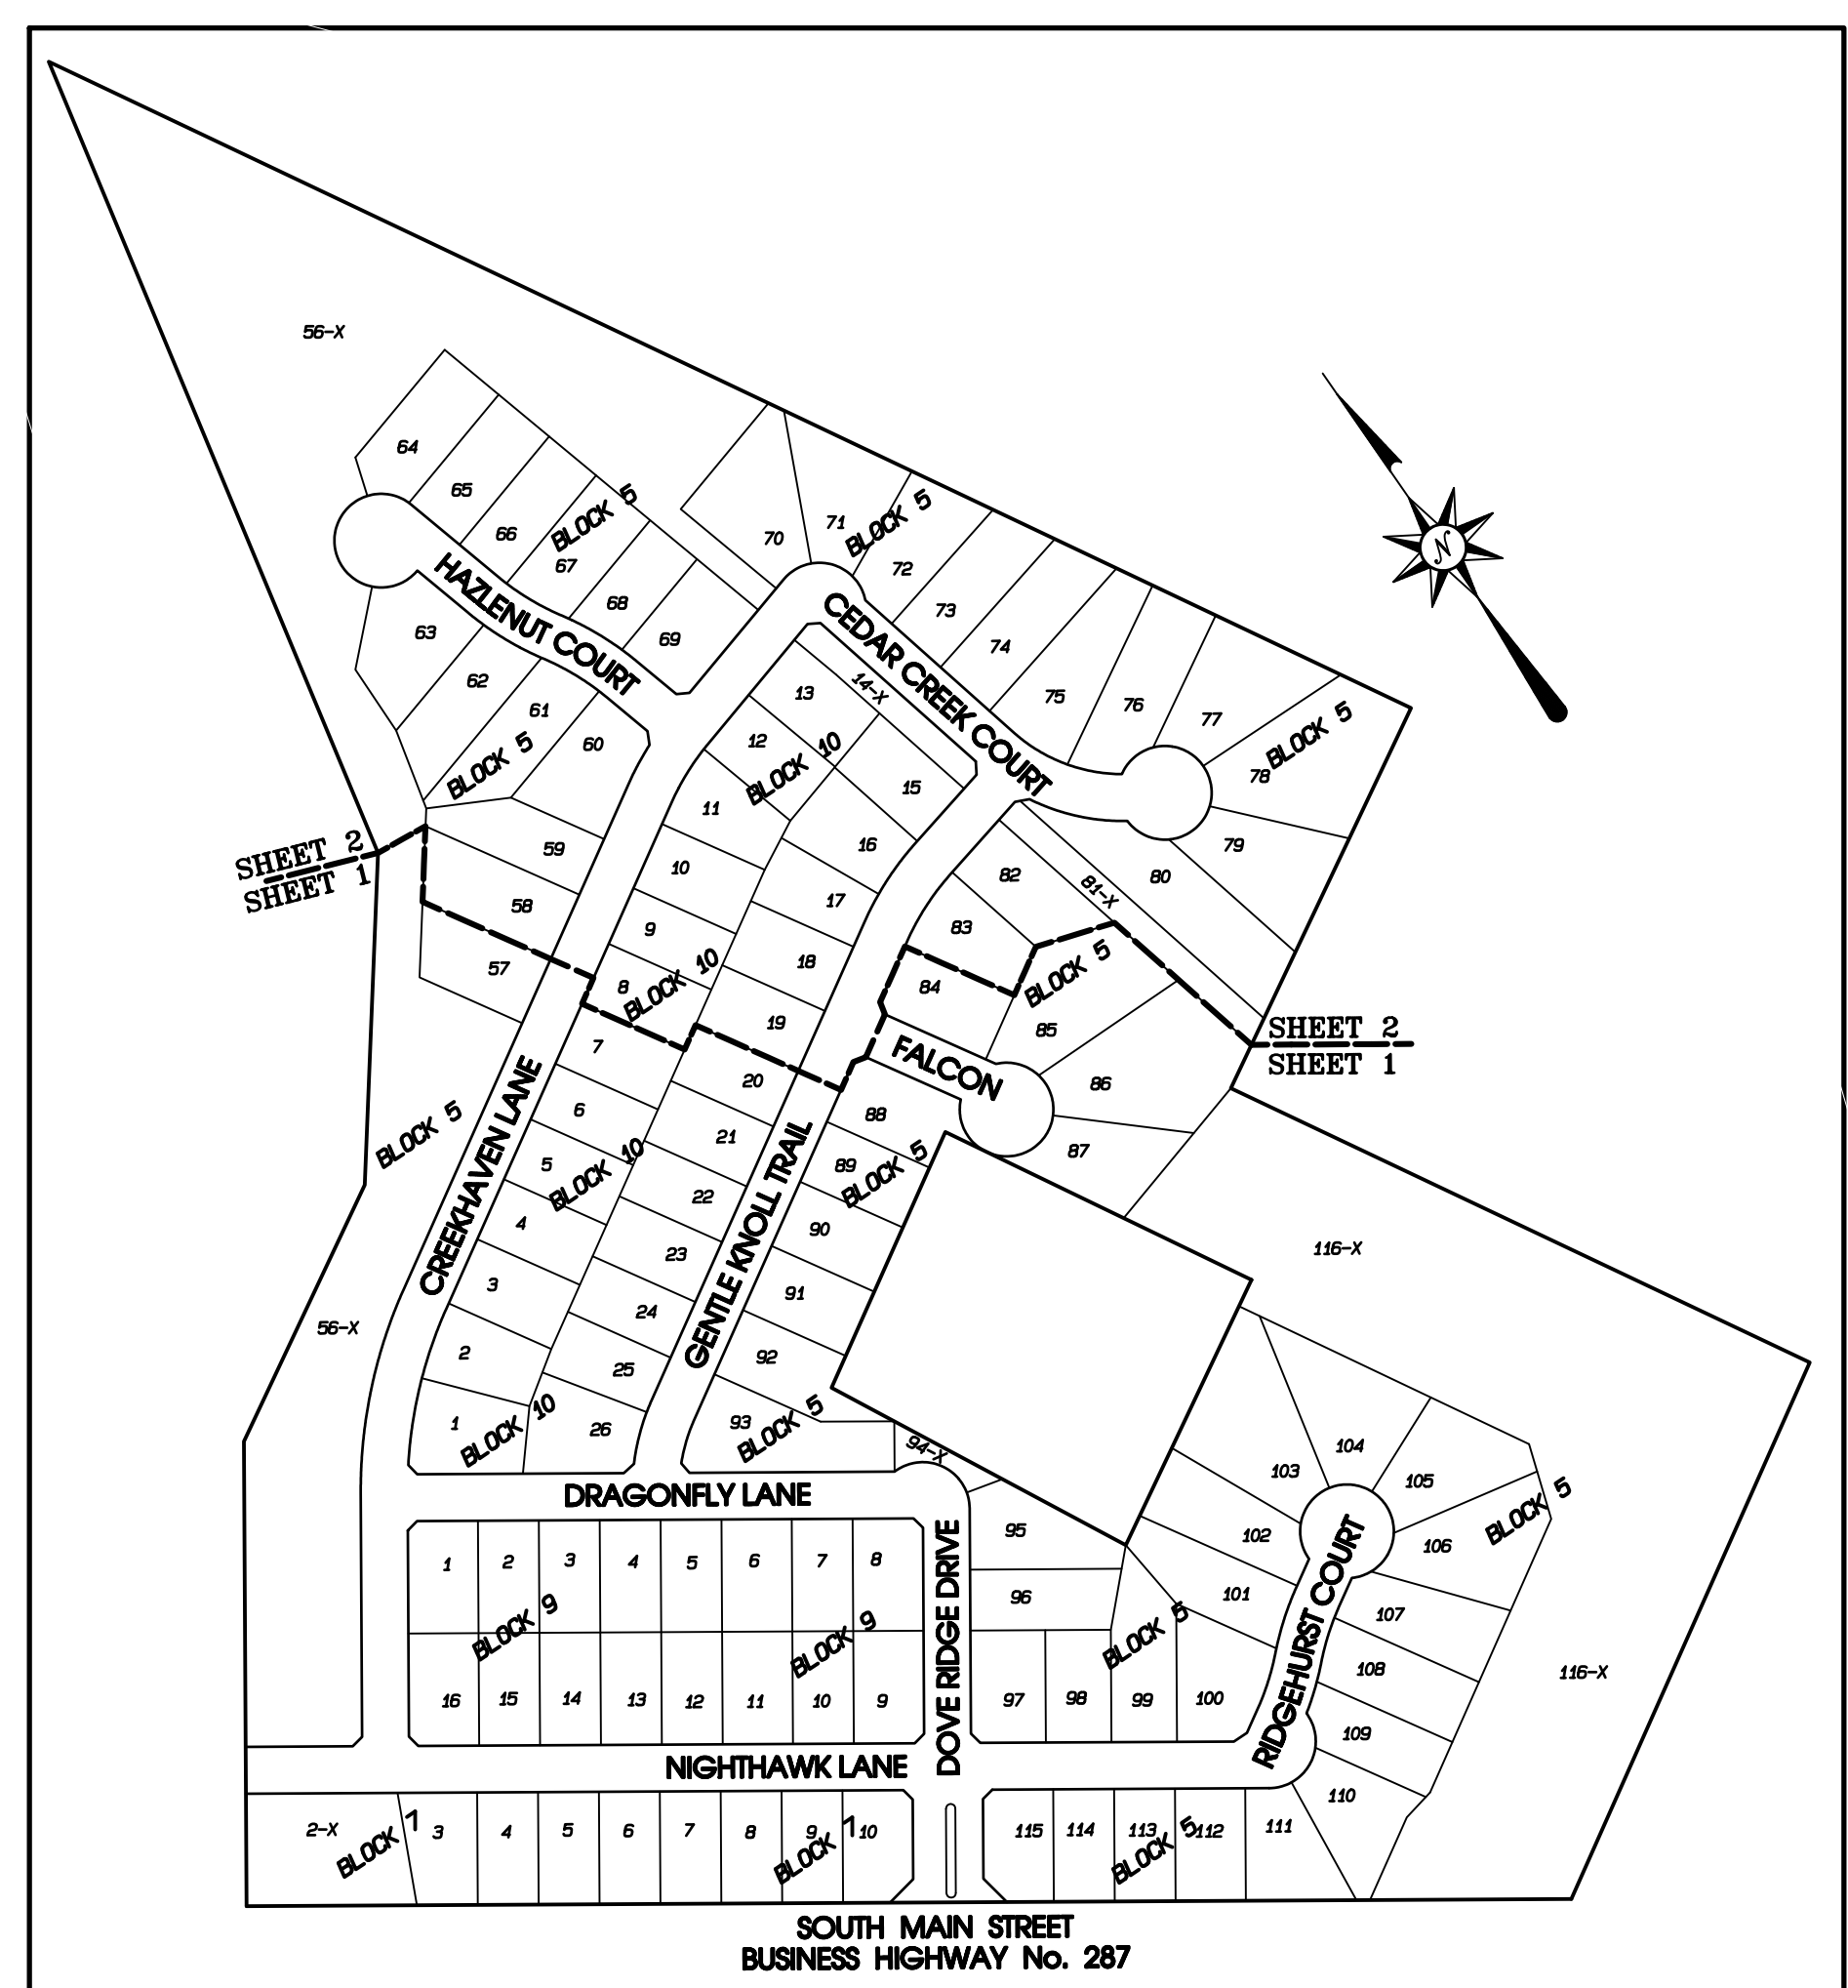 56-X
64
65
66
BLOCK 5
67
68
69
70
71
BLOCK 5
72
73
74
75
76
77
BLOCK 5
78
79
80
N
HAZLENUT COURT
CEDAR CREEK COURT
63
62
61
60
BLOCK 5
59
58
57
13
14-X
12
BLOCK 10
15
11
16
10
17
9
18
8
BLOCK 10
19
SHEET 2
SHEET 1
82
81-X
83
84
BLOCK 5
85
86
87
SHEET 2
SHEET 1
FALCON
7
20
6
21
5
BLOCK 10
22
4
23
3
24
2
25
1
BLOCK 10
26
BLOCK 5
CREEKHAVEN LANE
56-X
GENTLE KNOLL TRAIL
88
89
BLOCK 5
90
91
92
93
BLOCK 5
94-X
116-X
DRAGONFLY LANE
DOVE RIDGE DRIVE
1
2
3
4
5
6
7
8
BLOCK 9
BLOCK 9
16
15
14
13
12
11
10
9
95
96
97
98
99
100
BLOCK 5
101
102
103
104
105
106
BLOCK 5
107
108
109
110
RIDGEHURST COURT
116-X
NIGHTHAWK LANE
2-X
BLOCK 7
3
4
5
6
7
8
9
BLOCK 7
10
115
114
113
BLOCK 5
112
111
SOUTH MAIN STREET
BUSINESS HIGHWAY No. 287